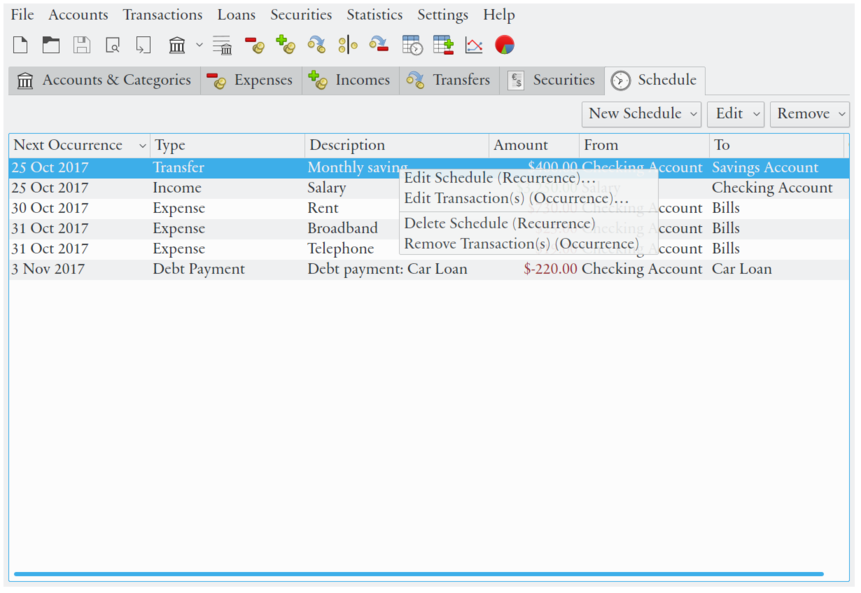 File Accounts Transactions Loans Securities Statistics Settings Help
Accounts & Categories Expenses Incomes Transfers Securities Schedule
New Schedule Edit Remove
Next Occurrence Type Description Amount From To
25 Oct 2017 Transfer Monthly saving $400.00 Checking Account Savings Account
Edit Schedule (Recurrence)...
25 Oct 2017 Income Salary Salary Checking Account
Edit Transaction(s) (Occurrence)...
30 Oct 2017 Expense Rent Checking Account Bills
Delete Schedule (Recurrence)
31 Oct 2017 Expense Broadband Checking Account Bills
Remove Transaction(s) (Occurrence)
31 Oct 2017 Expense Telephone Checking Account Bills
3 Nov 2017 Debt Payment Debt payment: Car Loan $-220.00 Checking Account Car Loan